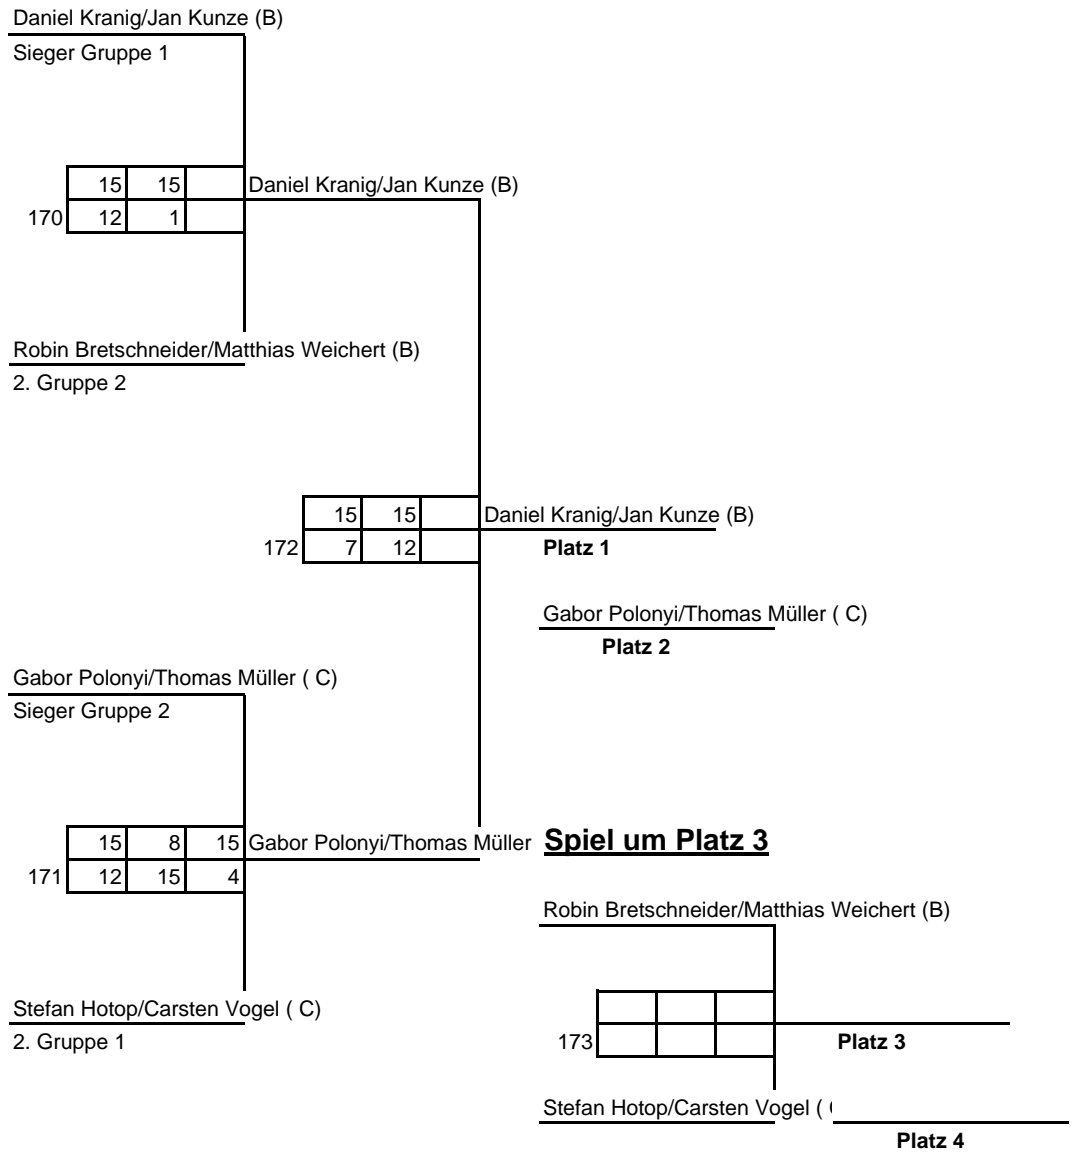 Daniel Kranig/Jan Kunze (B)
Sieger Gruppe 1
15 15 Daniel Kranig/Jan Kunze (B)
170 12 1
Robin Bretschneider/Matthias Weichert (B)
2. Gruppe 2
15 15 Daniel Kranig/Jan Kunze (B)
172 7 12 Platz 1
Gabor Polonyi/Thomas Müller ( C)
Platz 2
Gabor Polonyi/Thomas Müller ( C)
Sieger Gruppe 2
15 8 15 Gabor Polonyi/Thomas Müller Spiel um Platz 3
171 12 15 4
Robin Bretschneider/Matthias Weichert (B)
Stefan Hotop/Carsten Vogel ( C)
2. Gruppe 1
173 Platz 3
Stefan Hotop/Carsten Vogel (
Platz 4